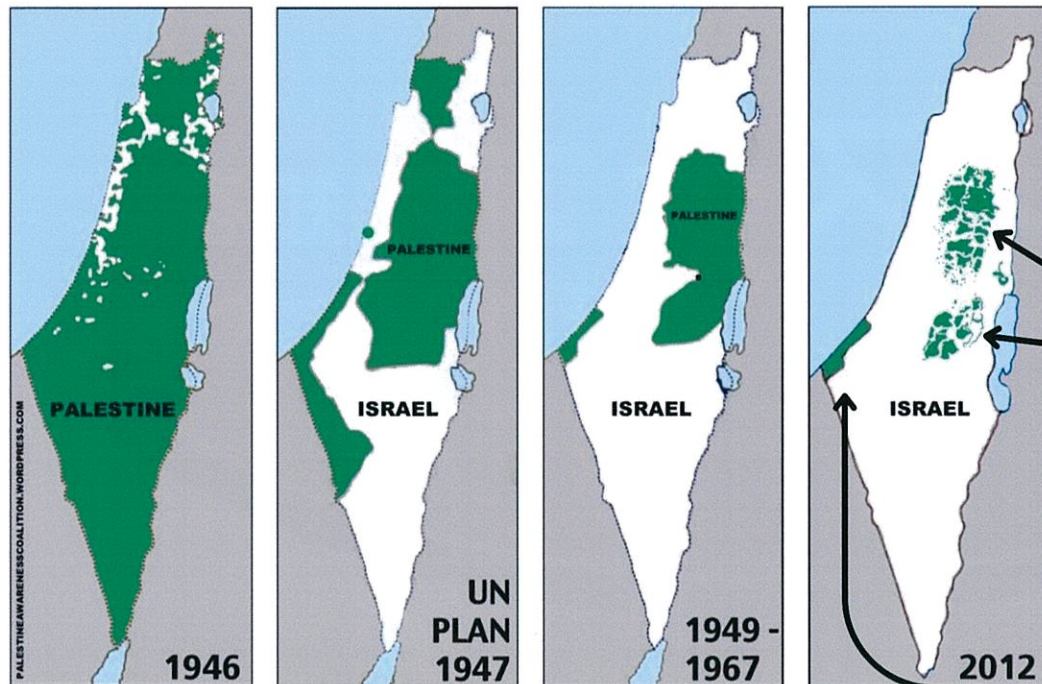 PALESTINEAWARENESSCOALITION.WORDPRESS.COM
PALESTINE
1946
PALESTINE
ISRAEL
UN
PLAN
1947
PALESTINE
ISRAEL
1949 -
1967
ISRAEL
2012